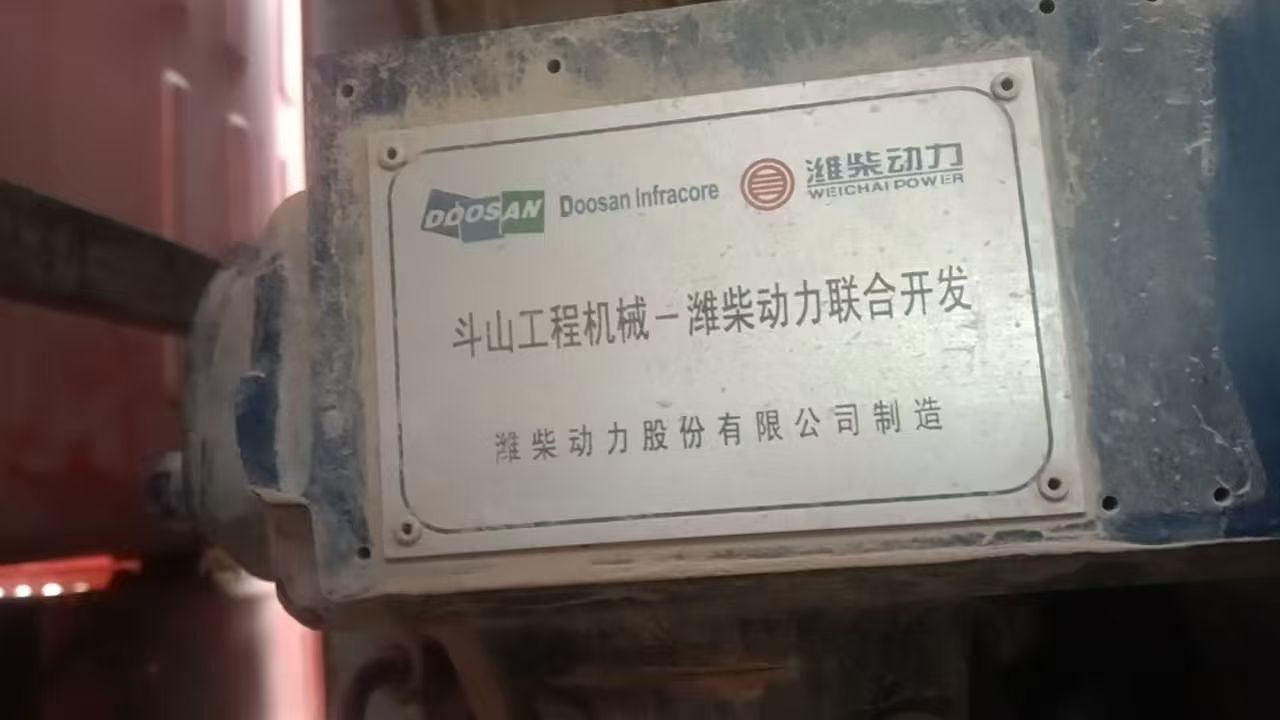 DOOSAN Doosan Infracore 潍柴动力
WEICHAI POWER
斗山工程机械－潍柴动力联合开发
潍柴动力股份有限公司制造